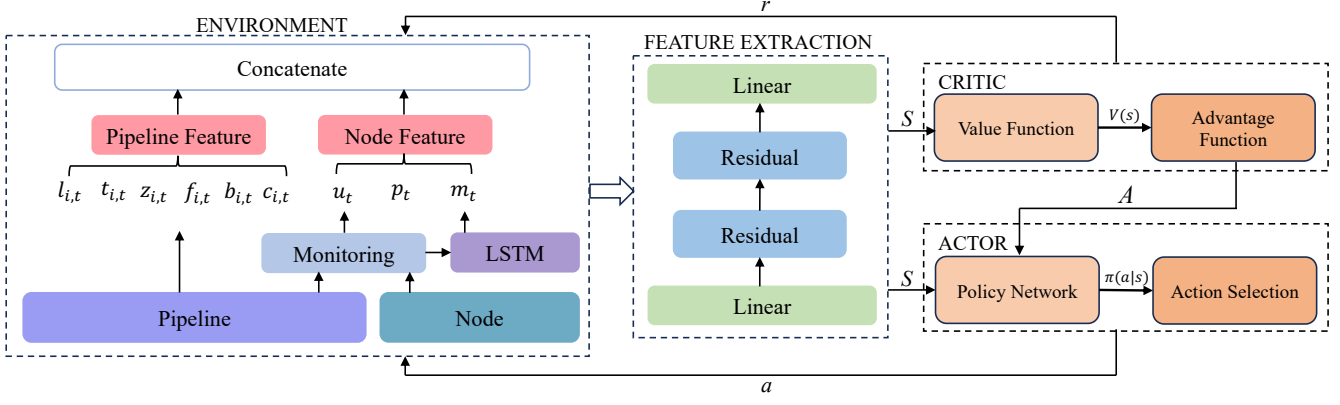 r
ENVIRONMENT
Concatenate
Pipeline Feature
Node Feature
l_{i,t} t_{i,t} z_{i,t} f_{i,t} b_{i,t} c_{i,t}
u_t p_t m_t
Monitoring
LSTM
Pipeline
Node
FEATURE EXTRACTION
Linear
Residual
Residual
Linear
S
CRITIC
Value Function
V(s)
Advantage
Function
A
S
ACTOR
Policy Network
π(a|s)
Action Selection
a